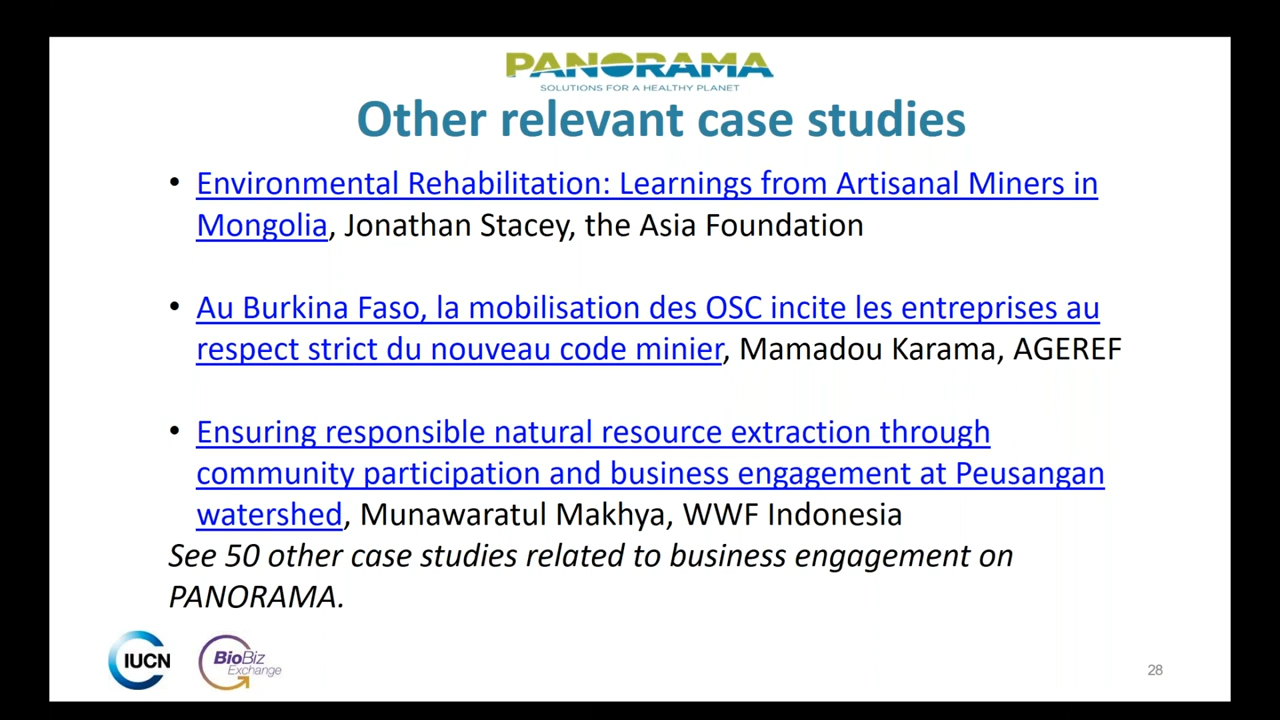 PANORAMA
SOLUTIONS FOR A HEALTHY PLANET
Other relevant case studies
• Environmental Rehabilitation: Learnings from Artisanal Miners in
Mongolia, Jonathan Stacey, the Asia Foundation
• Au Burkina Faso, la mobilisation des OSC incite les entreprises au
respect strict du nouveau code minier, Mamadou Karama, AGEREF
• Ensuring responsible natural resource extraction through
community participation and business engagement at Peusangan
watershed, Munawaratul Makhya, WWF Indonesia
See 50 other case studies related to business engagement on
PANORAMA.
IUCN
BioBiz
Exchange
28